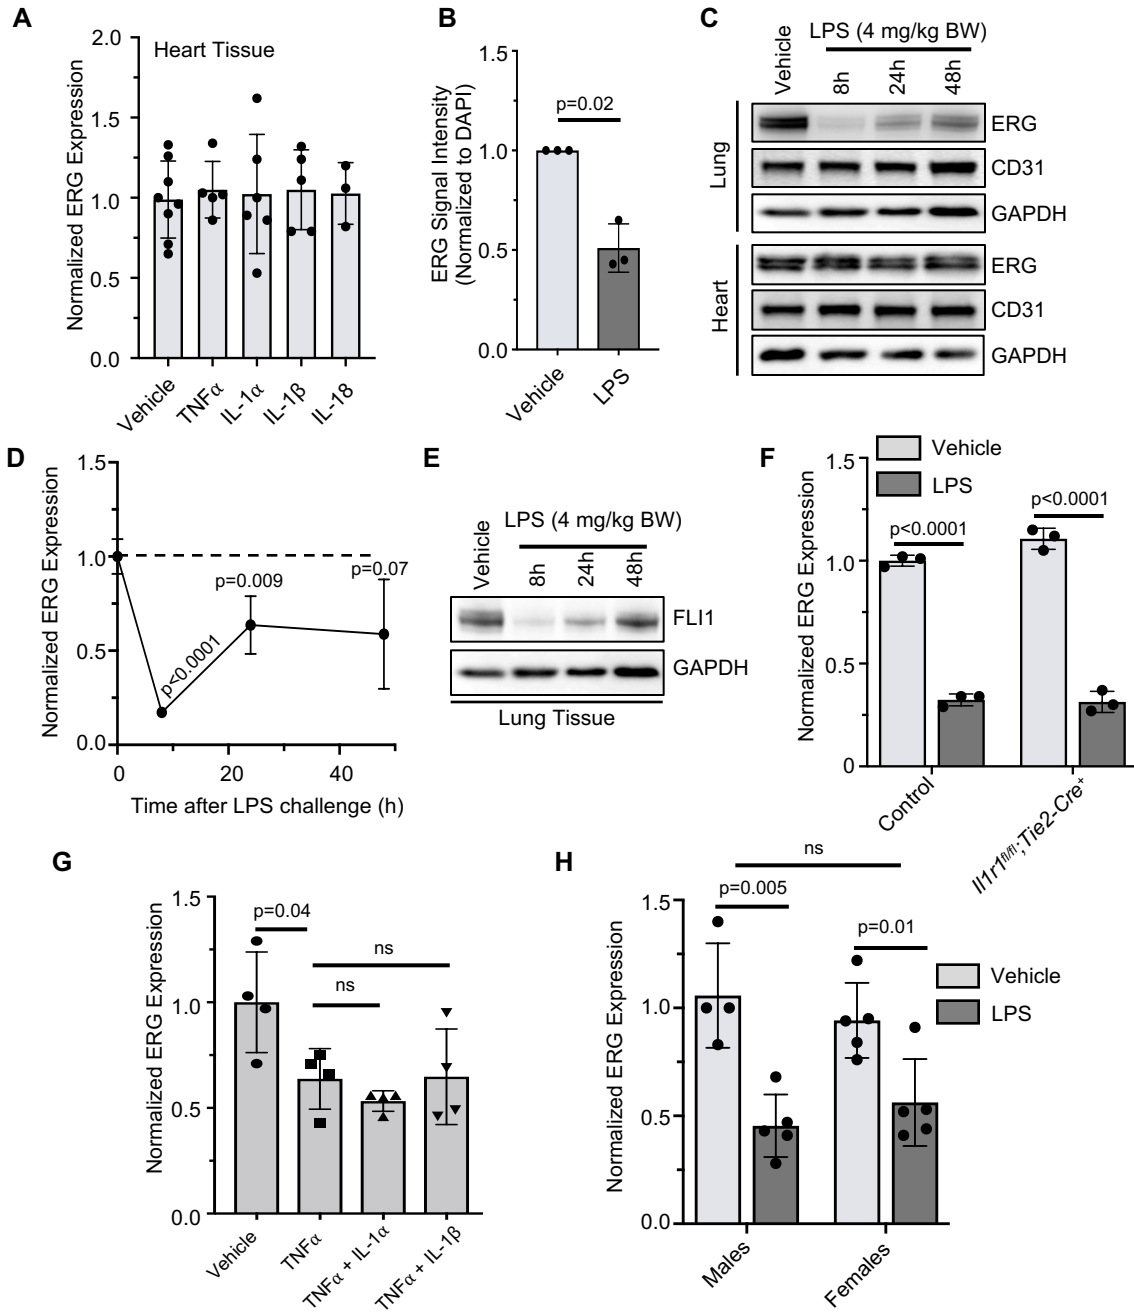 A
Heart Tissue
Normalized ERG Expression
2.0
1.5
1.0
0.5
0.0
Vehicle
TNFα
IL-1α
IL-1β
IL-18
B
ERG Signal Intensity
(Normalized to DAPI)
1.5
1.0
0.5
0.0
p=0.02
Vehicle
LPS
C
Vehicle
LPS (4 mg/kg BW)
8h
24h
48h
Lung
ERG
CD31
GAPDH
Heart
ERG
CD31
GAPDH
D
Normalized ERG Expression
1.5
1.0
0.5
0.0
p<0.0001
p=0.009
p=0.07
0
20
40
Time after LPS challenge (h)
E
Vehicle
LPS (4 mg/kg BW)
8h
24h
48h
FLI1
GAPDH
Lung Tissue
F
Vehicle
LPS
Normalized ERG Expression
1.5
1.0
0.5
0
p<0.0001
p<0.0001
Control
Il1r1fl/fl;Tie2-Cre+
G
Normalized ERG Expression
1.5
1.0
0.5
0.0
p=0.04
ns
ns
Vehicle
TNFα
TNFα + IL-1α
TNFα + IL-1β
H
ns
Normalized ERG Expression
1.5
1.0
0.5
0.0
p=0.005
p=0.01
Vehicle
LPS
Males
Females